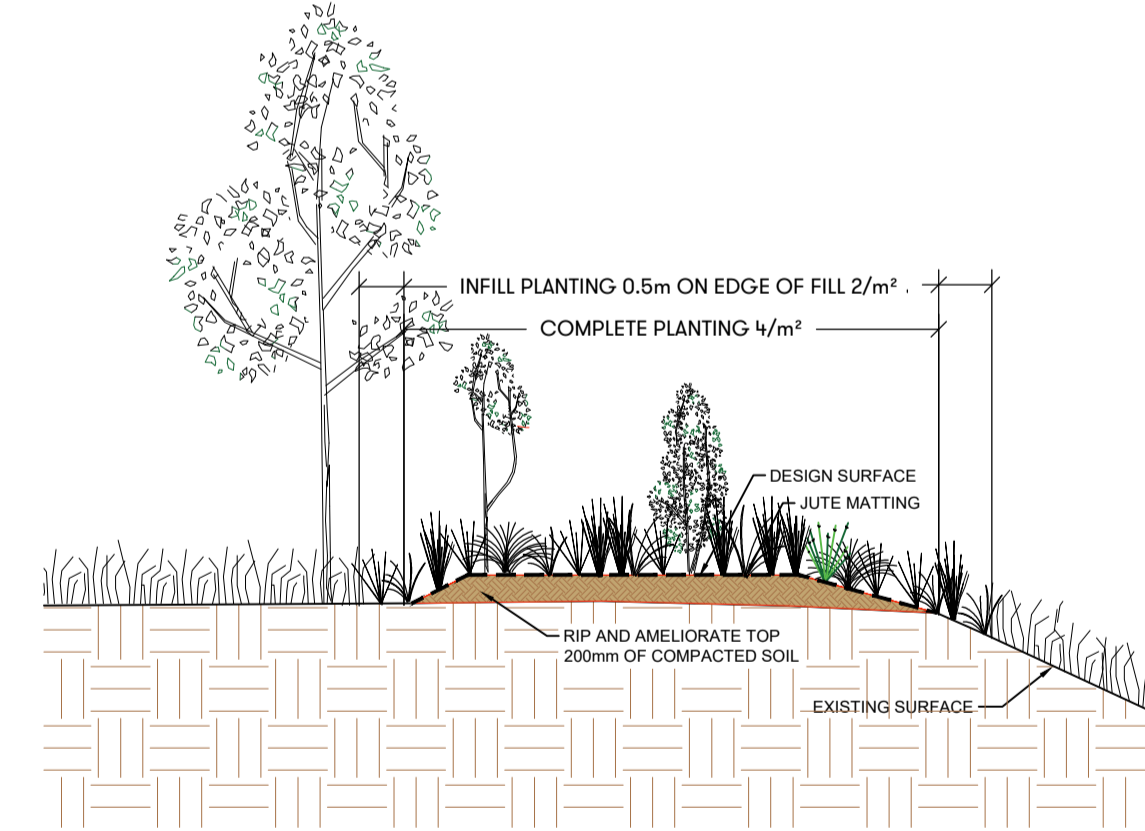 INFILL PLANTING 0.5m ON EDGE OF FILL 2/m² .
COMPLETE PLANTING 4/m²
DESIGN SURFACE
JUTE MATTING
RIP AND AMELIORATE TOP
200mm OF COMPACTED SOIL
EXISTING SURFACE